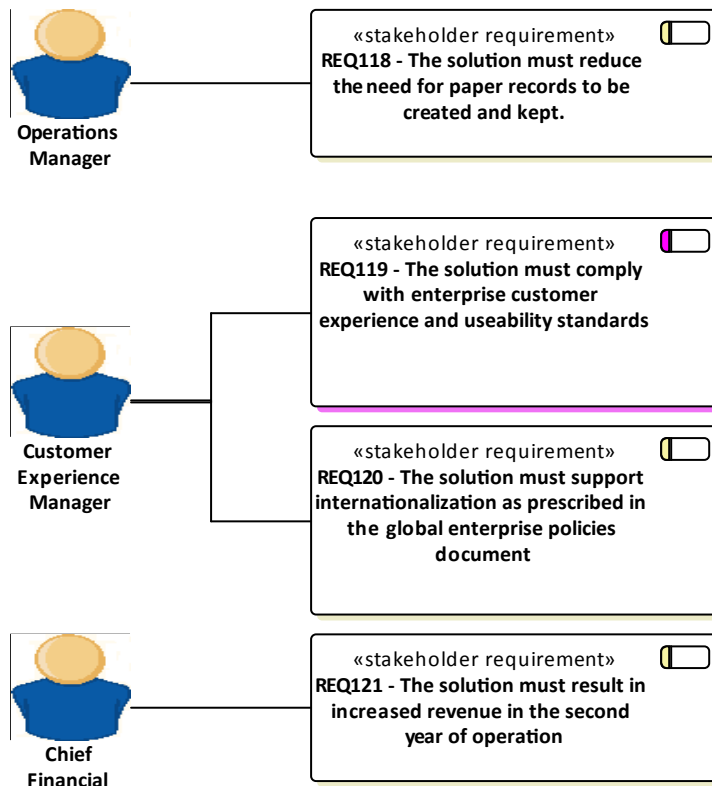 «stakeholder requirement»
REQ118 - The solution must reduce
the need for paper records to be
created and kept.
Operations
Manager
«stakeholder requirement»
REQ119 - The solution must comply
with enterprise customer
experience and useability standards
Customer
Experience
Manager
«stakeholder requirement»
REQ120 - The solution must support
internationalization as prescribed in
the global enterprise policies
document
«stakeholder requirement»
REQ121 - The solution must result in
increased revenue in the second
year of operation
Chief
Financial